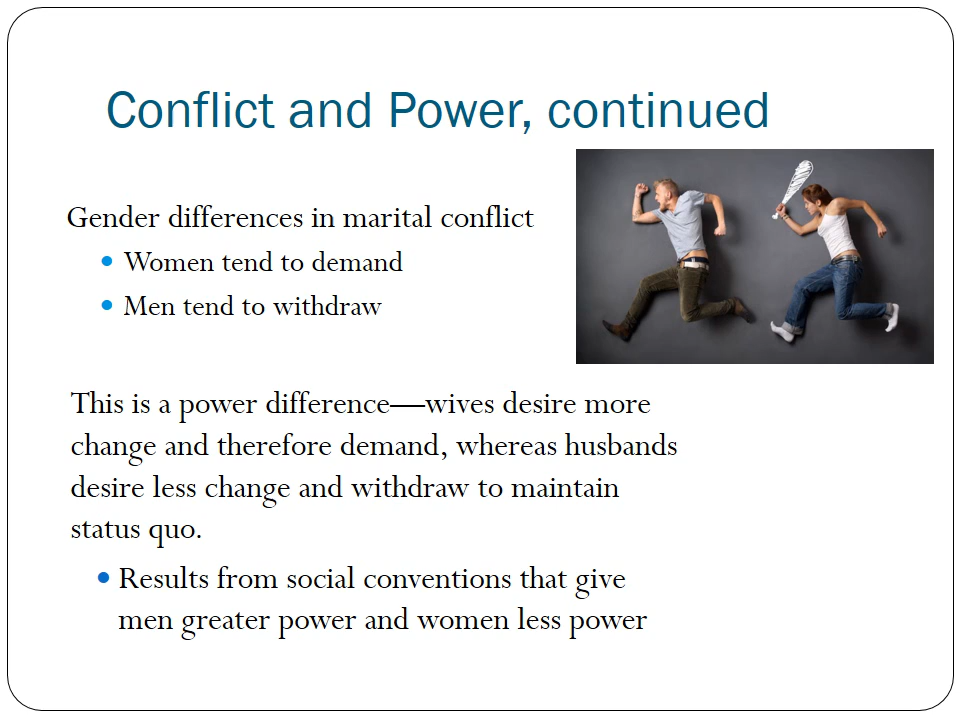 Conflict and Power, continued
Gender differences in marital conflict
Women tend to demand
Men tend to withdraw
This is a power difference—wives desire more
change and therefore demand, whereas husbands
desire less change and withdraw to maintain
status quo.
Results from social conventions that give
men greater power and women less power